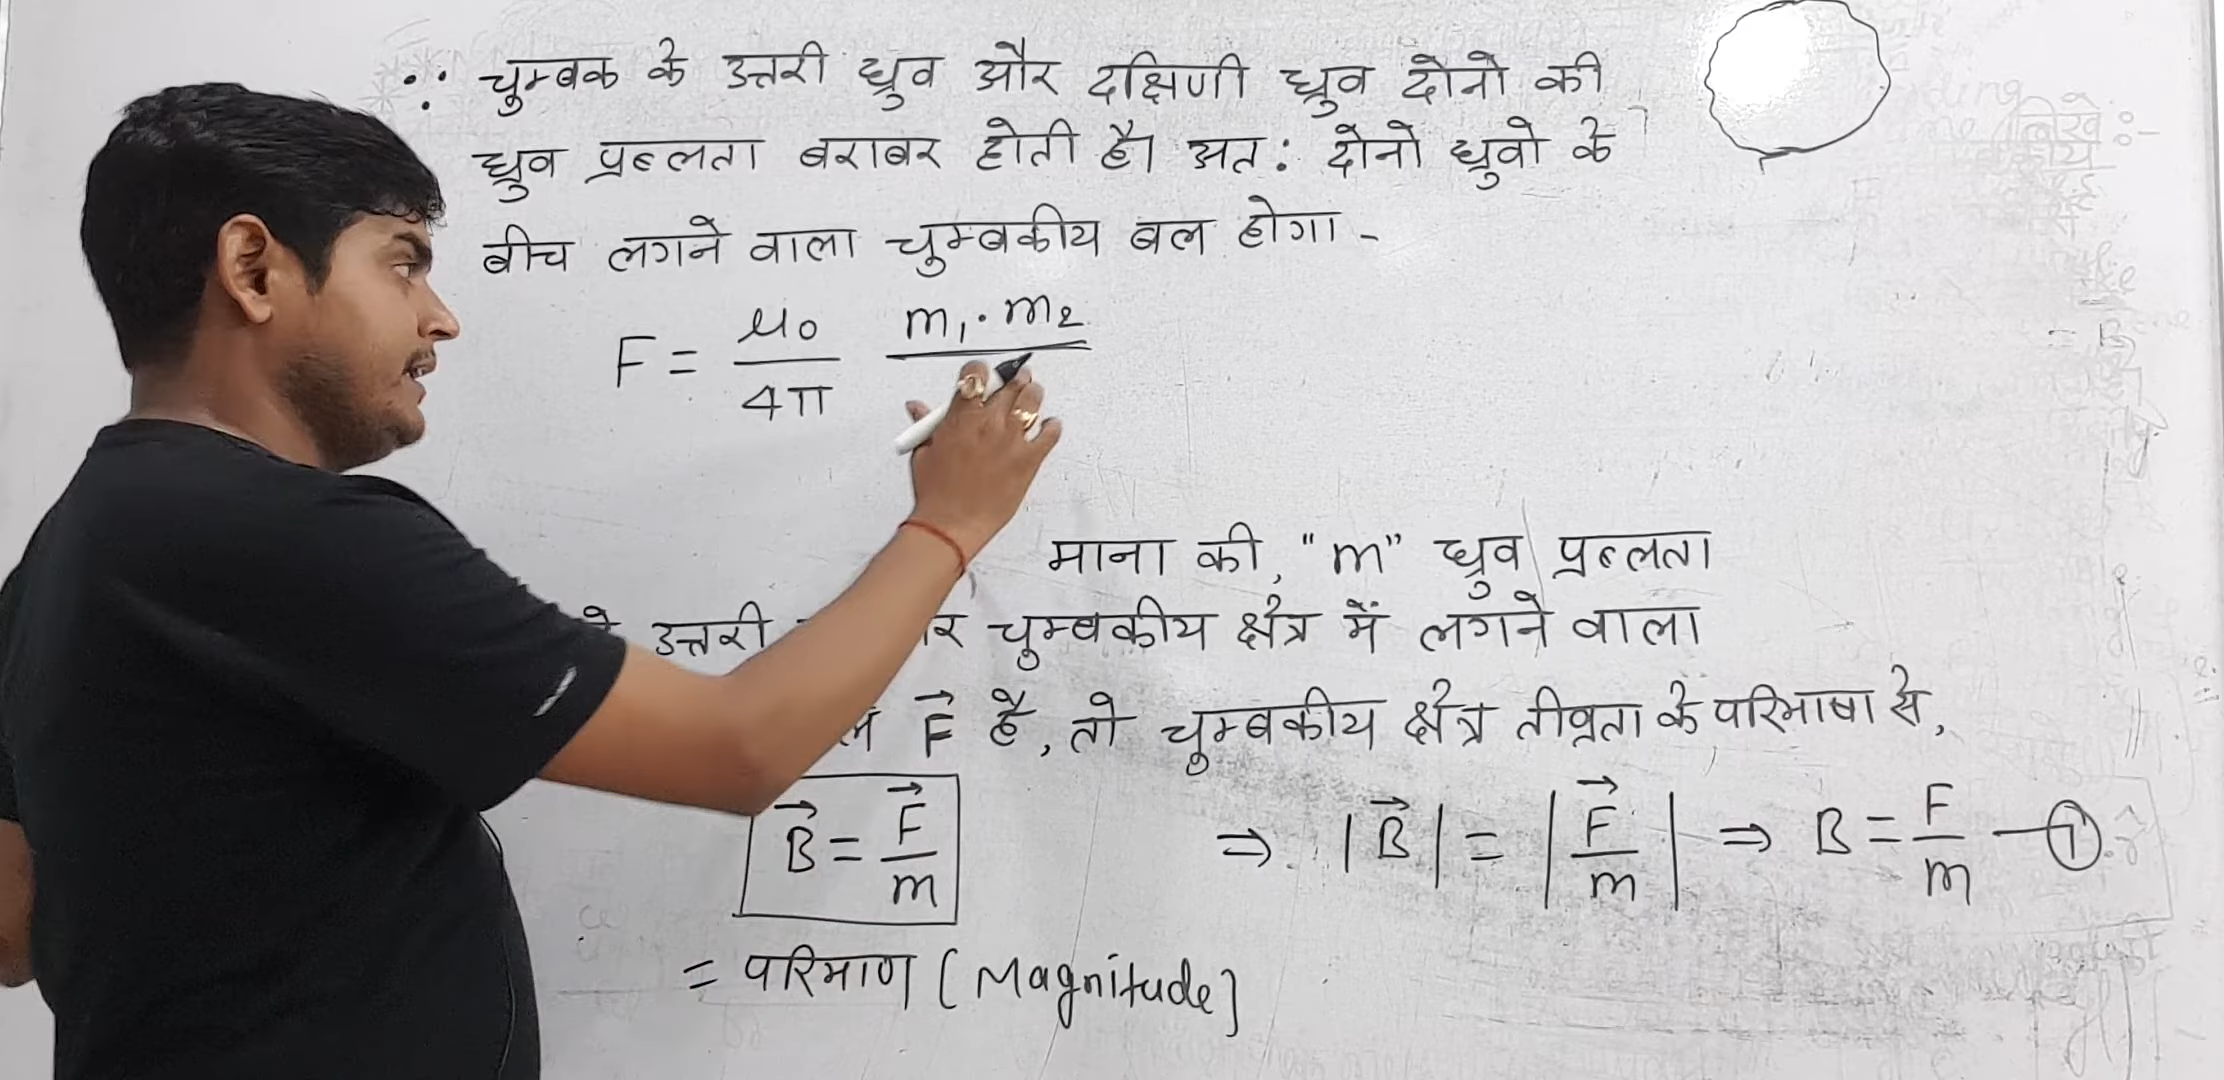 ∵ चुम्बक के उत्तरी ध्रुव और दक्षिणी ध्रुव दोनो की
ध्रुव प्रबलता बराबर होती है। अत: दोनो ध्रुवो के
बीच लगने वाला चुम्बकीय बल होगा -
F = μ₀/4π m₁·m₂
माना की, "m" ध्रुव प्रबलता
उत्तरी चुम्बकीय क्षेत्र में लगने वाला
F⃗ है, तो चुम्बकीय क्षेत्र तीव्रता के परिभाषा से,
B⃗ = F⃗/m ⇒ |B⃗| = |F⃗/m| ⇒ B = F/m —①
= परिमाण (Magnitude)